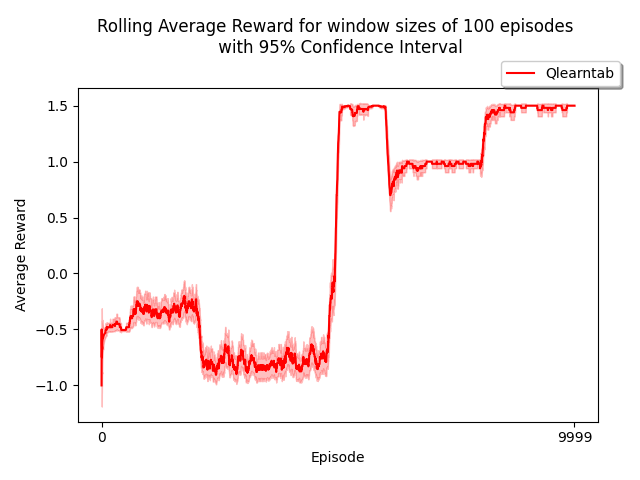 Rolling Average Reward for window sizes of 100 episodes
with 95% Confidence Interval
Qlearntab
1.5
1.0
0.5
0.0
−0.5
−1.0
Average Reward
0
9999
Episode